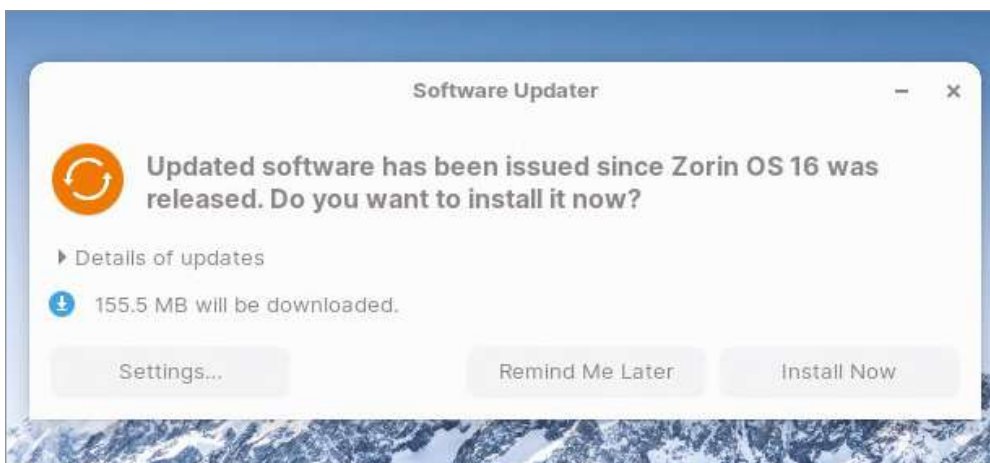 Software Updater
Updated software has been issued since Zorin OS 16 was
released. Do you want to install it now?
Details of updates
155.5 MB will be downloaded.
Settings...
Remind Me Later
Install Now